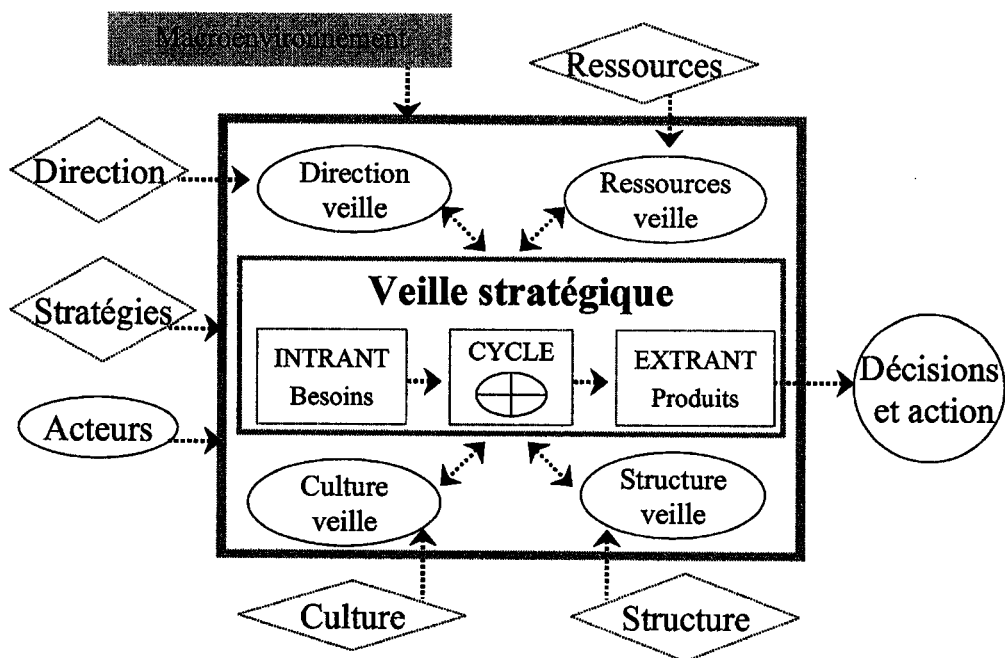 Macroenvironnement
Ressources
Direction
Direction
veille
Ressources
veille
Stratégies
Veille stratégique
INTRANT
Besoins
CYCLE
EXTRANT
Produits
Décisions
et action
Acteurs
Culture
veille
Structure
veille
Culture
Structure